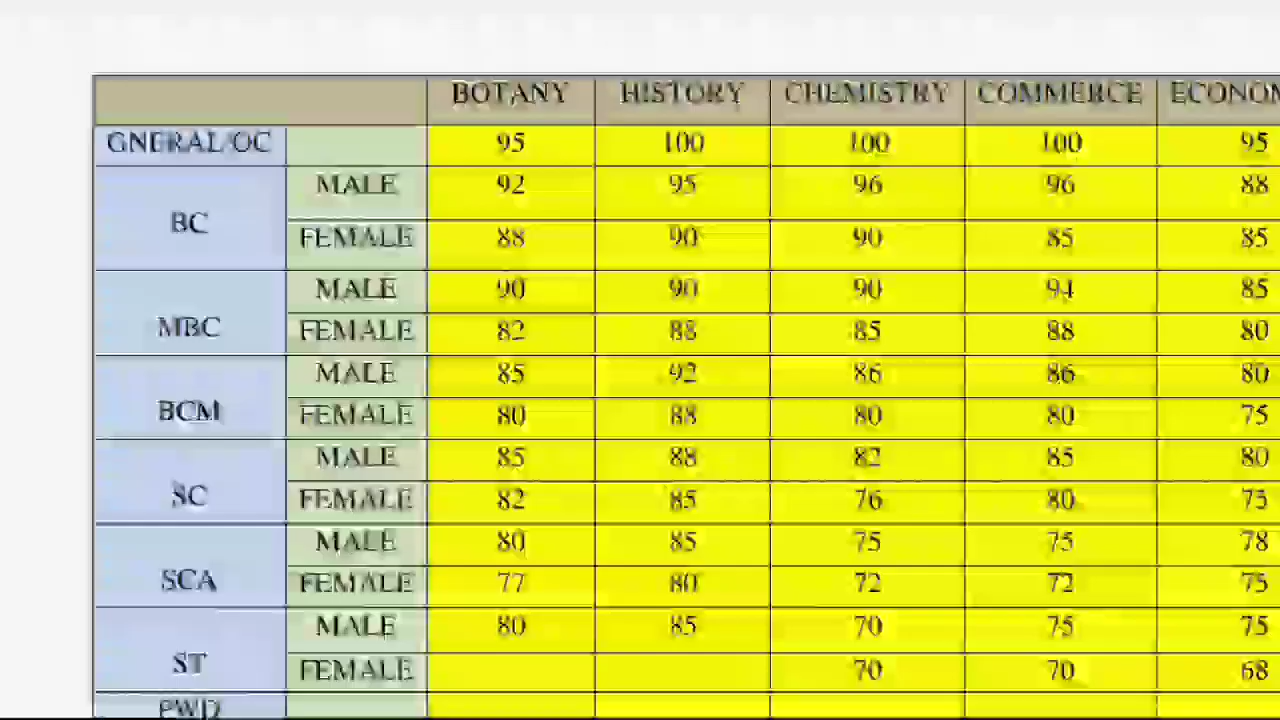 BOTANY HISTORY CHEMISTRY COMMERCE ECONOM
GNERAL/OC 95 100 100 100 95
MALE 92 95 96 96 88
BC
FEMALE 88 90 90 85 85
MALE 90 90 90 94 85
MBC
FEMALE 82 88 85 88 80
MALE 85 92 86 86 80
BCM
FEMALE 80 88 80 80 75
MALE 85 88 82 85 80
SC
FEMALE 82 85 76 80
MALE 80 85 75 75 78
SCA
FEMALE 77 80 72 72 75
MALE 80 85 70 75 75
ST
FEMALE 70 70 68
PWD